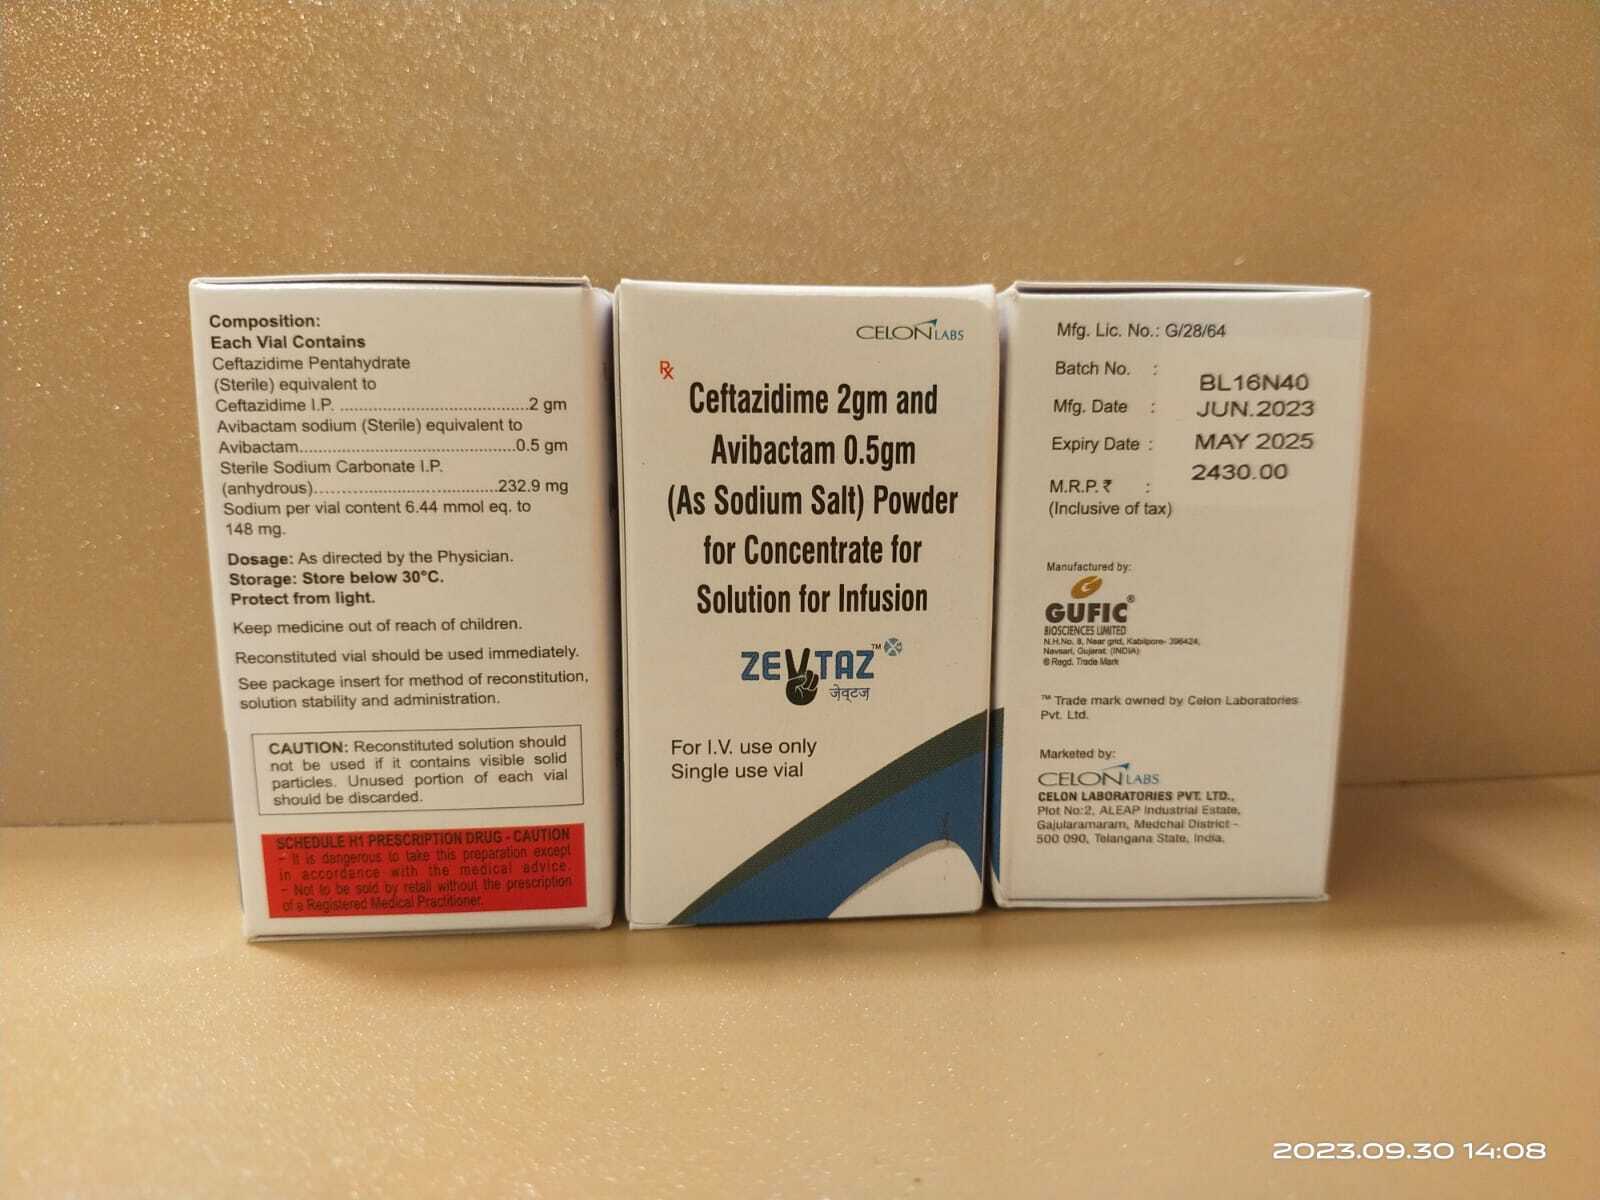 Composition:
Each Vial Contains
Ceftazidime Pentahydrate
(Sterile) equivalent to
Ceftazidime I.P. ..........................................2 gm
Avibactam sodium (Sterile) equivalent to
Avibactam.................................................0.5 gm
Sterile Sodium Carbonate I.P.
(anhydrous).........................................232.9 mg
Sodium per vial content 6.44 mmol eq. to
148 mg.
Dosage: As directed by the Physician.
Storage: Store below 30°C.
Protect from light.
Keep medicine out of reach of children.
Reconstituted vial should be used immediately.
See package insert for method of reconstitution,
solution stability and administration.
CAUTION: Reconstituted solution should
not be used if it contains visible solid
particles. Unused portion of each vial
should be discarded.
SCHEDULE H1 PRESCRIPTION DRUG - CAUTION
- It is dangerous to take this preparation except
in accordance with the medical advice.
- Not to be sold by retail without the prescription
of a Registered Medical Practitioner.
CELON LABS
Rx
Ceftazidime 2gm and
Avibactam 0.5gm
(As Sodium Salt) Powder
for Concentrate for
Solution for Infusion
ZEVTAZ™
जेव्टज़
For I.V. use only
Single use vial
Mfg. Lic. No.: G/28/64
Batch No. : BL16N40
Mfg. Date : JUN.2023
Expiry Date : MAY 2025
M.R.P.₹ : 2430.00
(Inclusive of tax)
Manufactured by:
GUFIC®
BIOSCIENCES LIMITED
N.H.No. 8, Near grid, Kabilpore- 396424,
Navsari, Gujarat (INDIA)
® Regd. Trade Mark
™ Trade mark owned by Celon Laboratories
Pvt. Ltd.
Marketed by:
CELON LABS
CELON LABORATORIES PVT. LTD.,
Plot No:2, ALEAP Industrial Estate,
Gajularamaram, Medchal District -
500 090, Telangana State, India.
2023.09.30 14:08